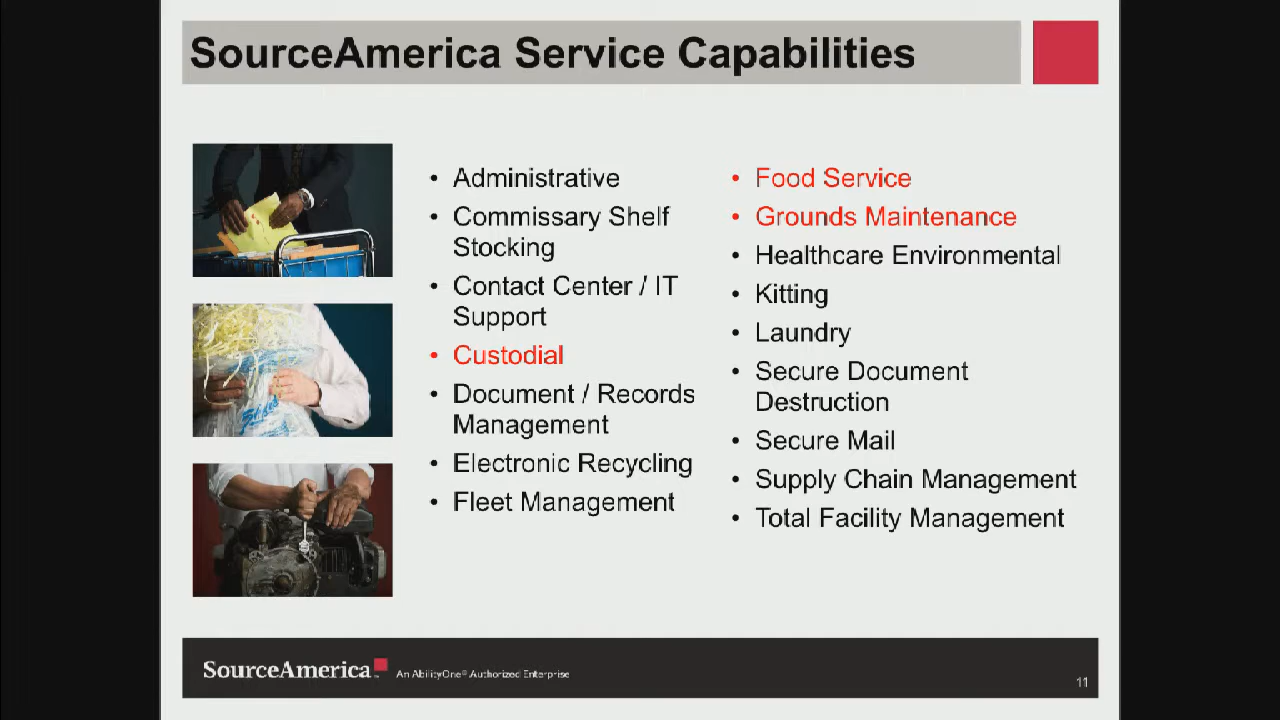 SourceAmerica Service Capabilities
• Administrative
• Commissary Shelf
Stocking
• Contact Center / IT
Support
• Custodial
• Document / Records
Management
• Electronic Recycling
• Fleet Management
• Food Service
• Grounds Maintenance
• Healthcare Environmental
• Kitting
• Laundry
• Secure Document
Destruction
• Secure Mail
• Supply Chain Management
• Total Facility Management
SourceAmerica
An AbilityOne® Authorized Enterprise
11